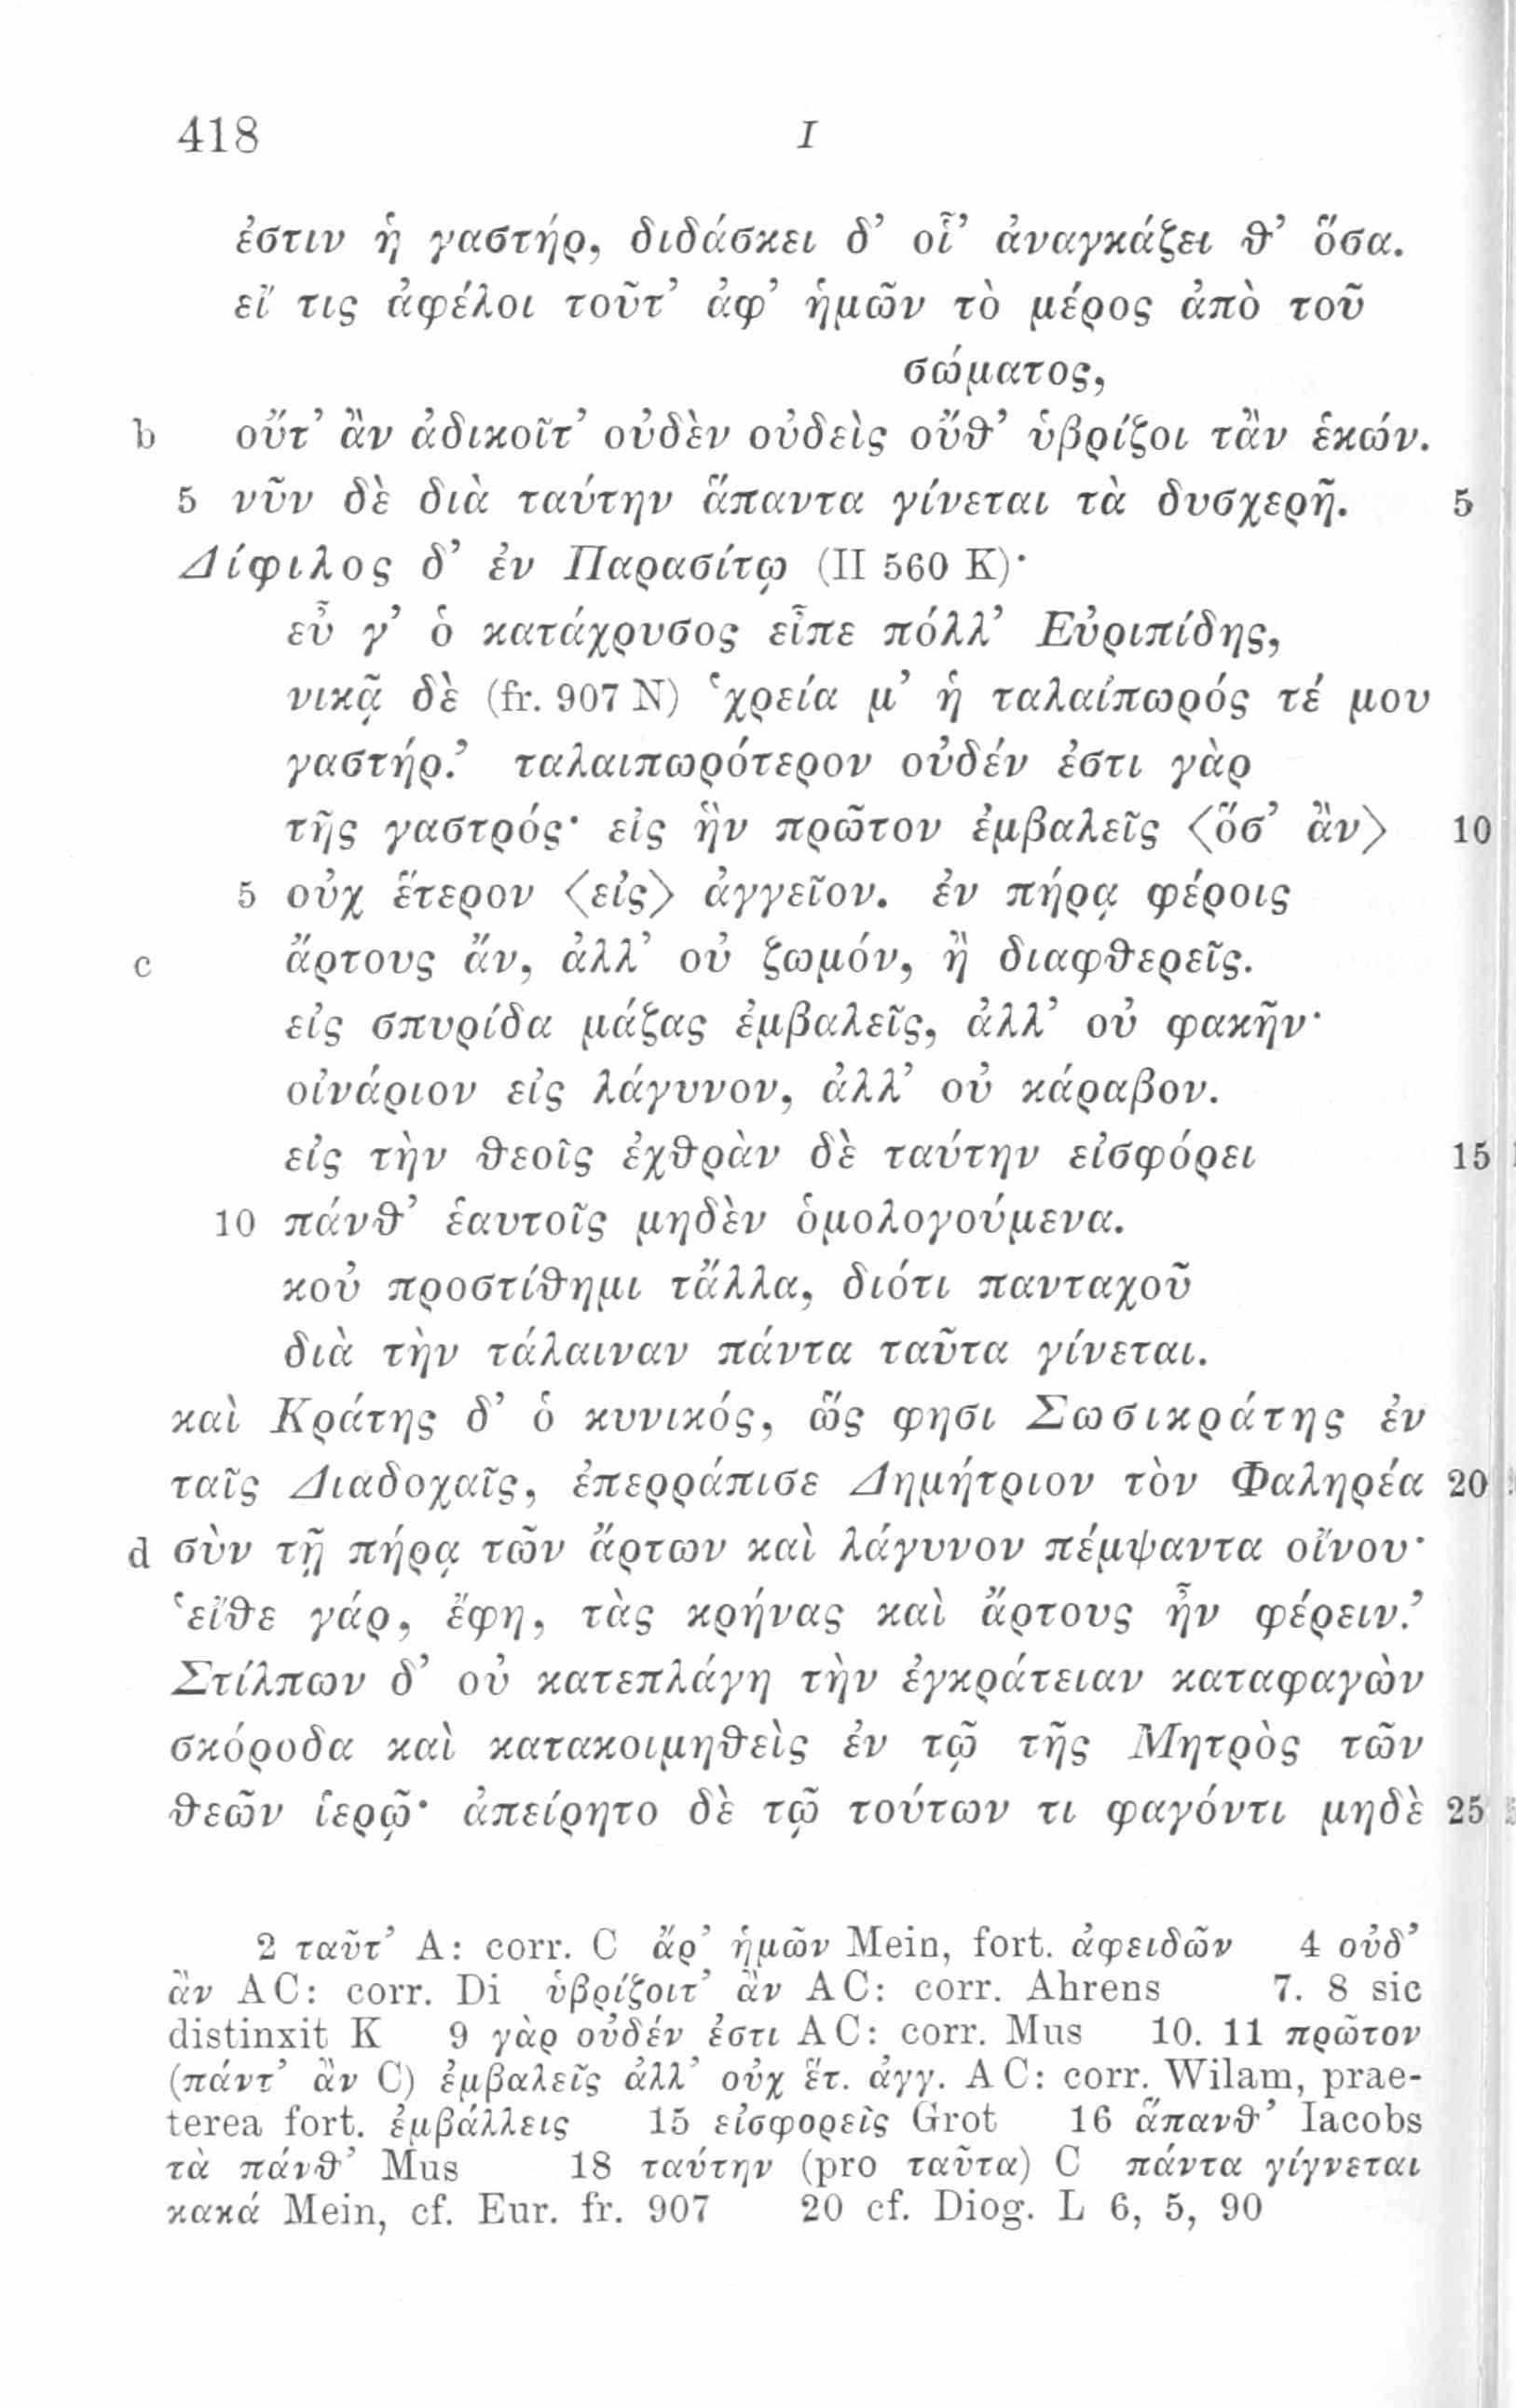 418 I
ἐστιν ἡ γαστήρ, διδάσκει δ’ οἷ’ ἀναγκάζει θ’ ὅσα.
εἴ τις ἀφέλοι τοῦτ’ ἀφ’ ἡμῶν τὸ μέρος ἀπὸ τοῦ
σώματος,
b οὔτ’ ἂν ἀδικοῖτ’ οὐδὲν οὐδεὶς οὔθ’ ὑβρίζοι τἂν ἑκών.
5 νῦν δὲ διὰ ταύτην ἅπαντα γίνεται τὰ δυσχερῆ. 5
Δίφιλος δ’ ἐν Παρασίτῳ (II 560 K)·
εὖ γ’ ὁ κατάχρυσος εἶπε πόλλ’ Εὐριπίδης,
νικᾷ δὲ (fr. 907 N) ‘χρεία μ’ ἡ ταλαίπωρός τέ μου
γαστήρ.’ ταλαιπωρότερον οὐδέν ἐστι γὰρ
τῆς γαστρός· εἰς ἣν πρῶτον ἐμβαλεῖς 〈ὅσ’ ἂν〉 10
5 οὐχ ἕτερον 〈εἰς〉 ἀγγεῖον. ἐν πήρᾳ φέροις
c ἄρτους ἄν, ἀλλ’ οὐ ζωμόν, ἢ διαφθερεῖς.
εἰς σπυρίδα μάζας ἐμβαλεῖς, ἀλλ’ οὐ φακῆν·
οἰνάριον εἰς λάγυνον, ἀλλ’ οὐ κάραβον.
εἰς τὴν θεοῖς ἐχθρὰν δὲ ταύτην εἰσφόρει 15
10 πάνθ’ ἑαυτοῖς μηδὲν ὁμολογούμενα.
κοὐ προστίθημι τἄλλα, διότι πανταχοῦ
διὰ τὴν τάλαιναν πάντα ταῦτα γίνεται.
καὶ Κράτης δ’ ὁ κυνικός, ὥς φησι Σωσικράτης ἐν
ταῖς Διαδοχαῖς, ἐπερράπισε Δημήτριον τὸν Φαληρέα 20
d σὺν τῇ πήρᾳ τῶν ἄρτων καὶ λάγυνον πέμψαντα οἴνου·
‘εἴθε γάρ, ἔφη, τὰς κρήνας καὶ ἄρτους ἦν φέρειν.’
Στίλπων δ’ οὐ κατεπλάγη τὴν ἐγκράτειαν καταφαγὼν
σκόροδα καὶ κατακοιμηθεὶς ἐν τῷ τῆς Μητρὸς τῶν
θεῶν ἱερῷ· ἀπείρητο δὲ τῷ τούτων τι φαγόντι μηδὲ 25
2 ταῦτ’ A: corr. C ἄρ’ ἡμῶν Mein, fort. ἀφειδῶν 4 οὐδ’
ἂν AC: corr. Di ὑβρίζοιτ’ ἂν AC: corr. Ahrens 7. 8 sic
distinxit K 9 γὰρ οὐδέν ἐστι AC: corr. Mus 10. 11 πρῶτον
(πάντ’ ἂν C) ἐμβαλεῖς ἀλλ’ οὐχ ἕτ. ἀγγ. AC: corr. Wilam, prae-
terea fort. ἐμβάλλεις 15 εἰσφορεῖς Grot 16 ἅπανθ’ Iacobs
τὰ πάνθ’ Mus 18 ταύτην (pro ταῦτα) C πάντα γίγνεται
κακά Mein, cf. Eur. fr. 907 20 cf. Diog. L 6, 5, 90